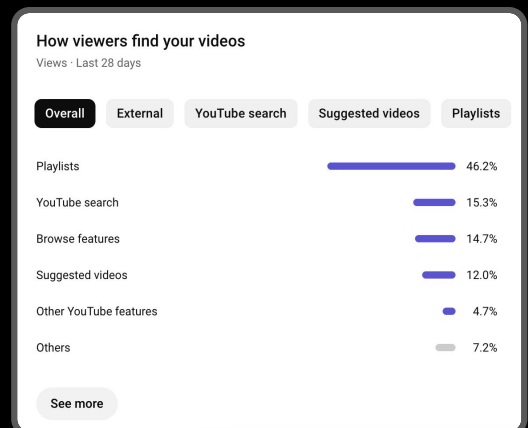 How viewers find your videos
Views · Last 28 days
Overall External YouTube search Suggested videos Playlists
Playlists 46.2%
YouTube search 15.3%
Browse features 14.7%
Suggested videos 12.0%
Other YouTube features 4.7%
Others 7.2%
See more